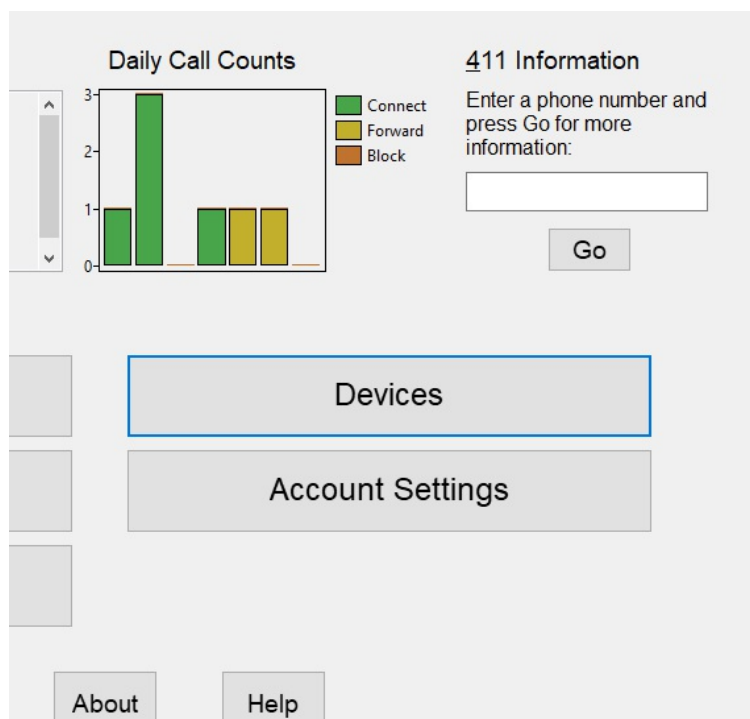 Daily Call Counts
3
2
1
0
Connect
Forward
Block
411 Information
Enter a phone number and
press Go for more
information:
Go
Devices
Account Settings
About
Help